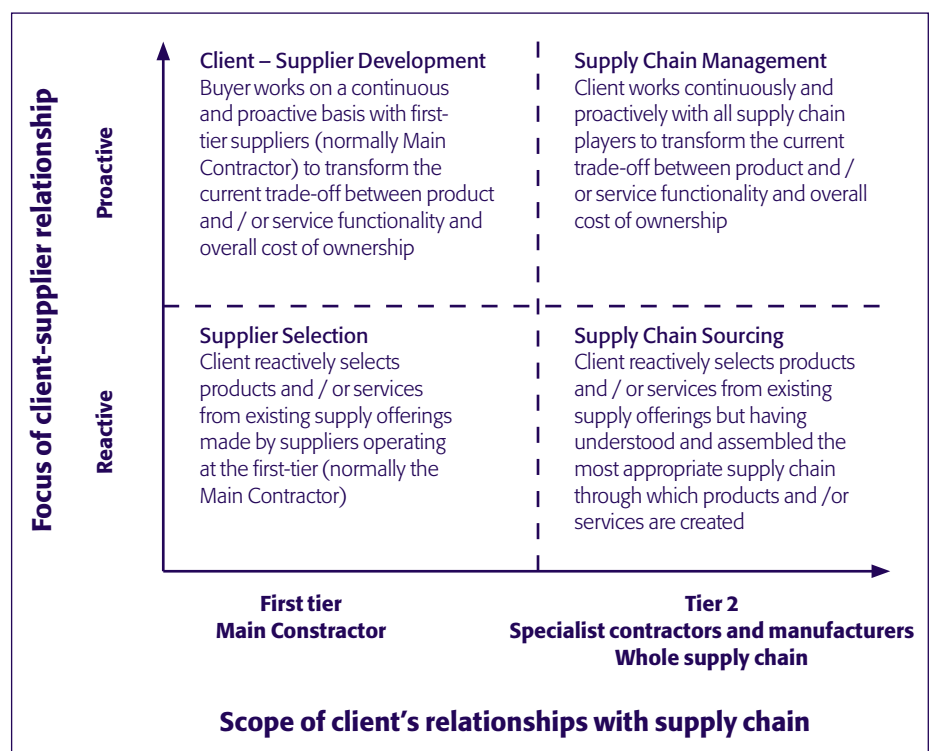 Focus of client-supplier relationship
Proactive
Client – Supplier Development
Buyer works on a continuous
and proactive basis with first-
tier suppliers (normally Main
Contractor) to transform the
current trade-off between product
and / or service functionality and
overall cost of ownership
Supply Chain Management
Client works continuously and
proactively with all supply chain
players to transform the current
trade-off between product and /
or service functionality and overall
cost of ownership
Reactive
Supplier Selection
Client reactively selects
products and / or services
from existing supply offerings
made by suppliers operating
at the first-tier (normally the
Main Contractor)
Supply Chain Sourcing
Client reactively selects products
and / or services from existing
supply offerings but having
understood and assembled the
most appropriate supply chain
through which products and /or
services are created
First tier
Main Constractor
Tier 2
Specialist contractors and manufacturers
Whole supply chain
Scope of client’s relationships with supply chain